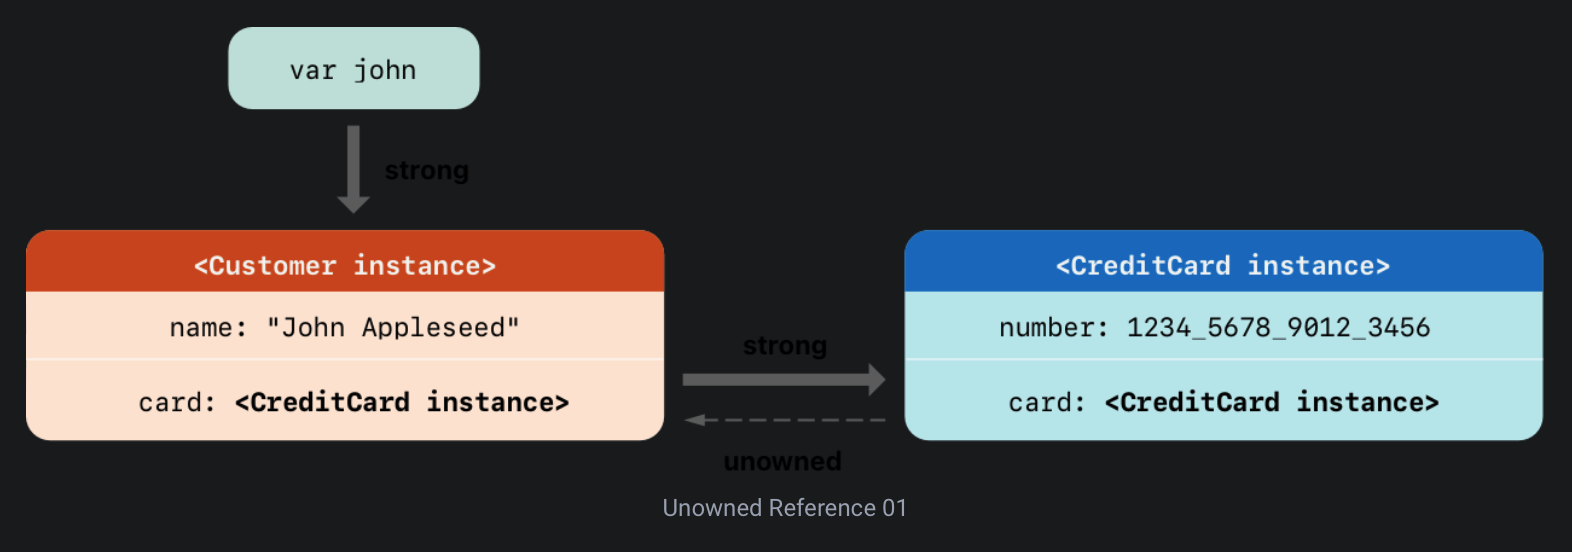 var john
strong
<Customer instance>
name: "John Appleseed"
card: <CreditCard instance>
strong
unowned
<CreditCard instance>
number: 1234_5678_9012_3456
card: <CreditCard instance>
Unowned Reference 01